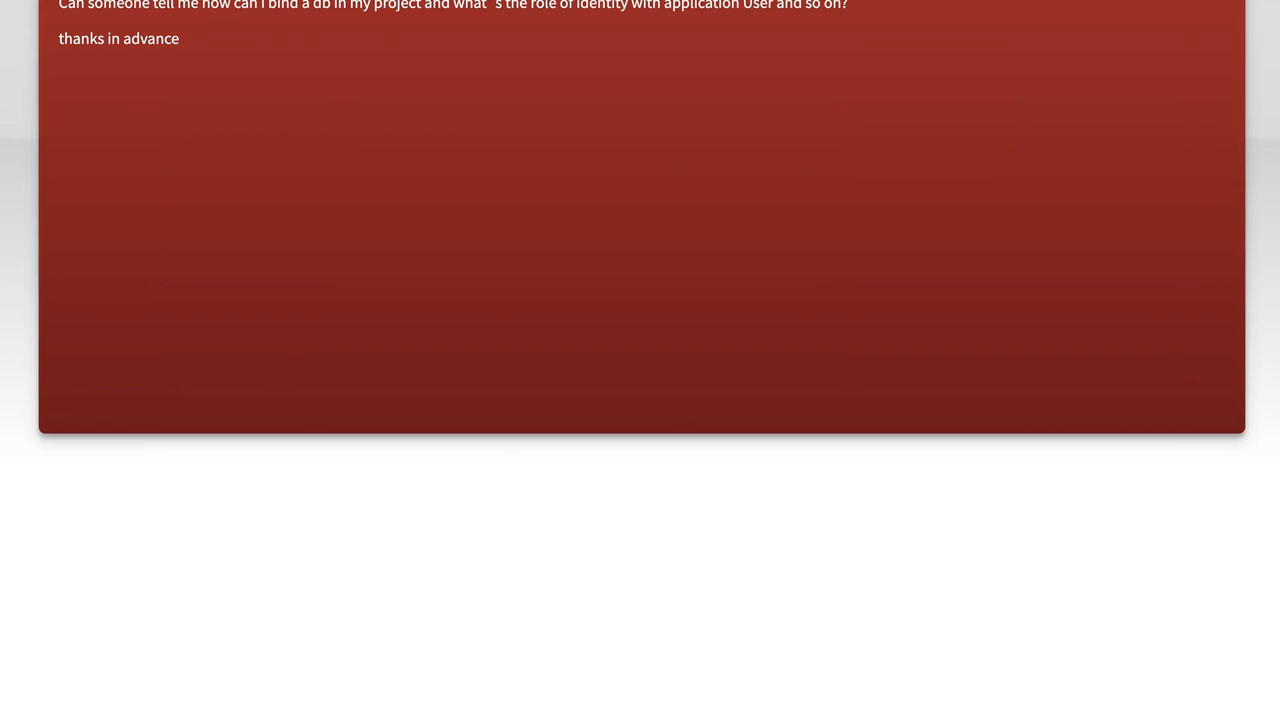 Can someone tell me how can i bind a db in my project and what´s the role of Identity with application User and so on?
thanks in advance